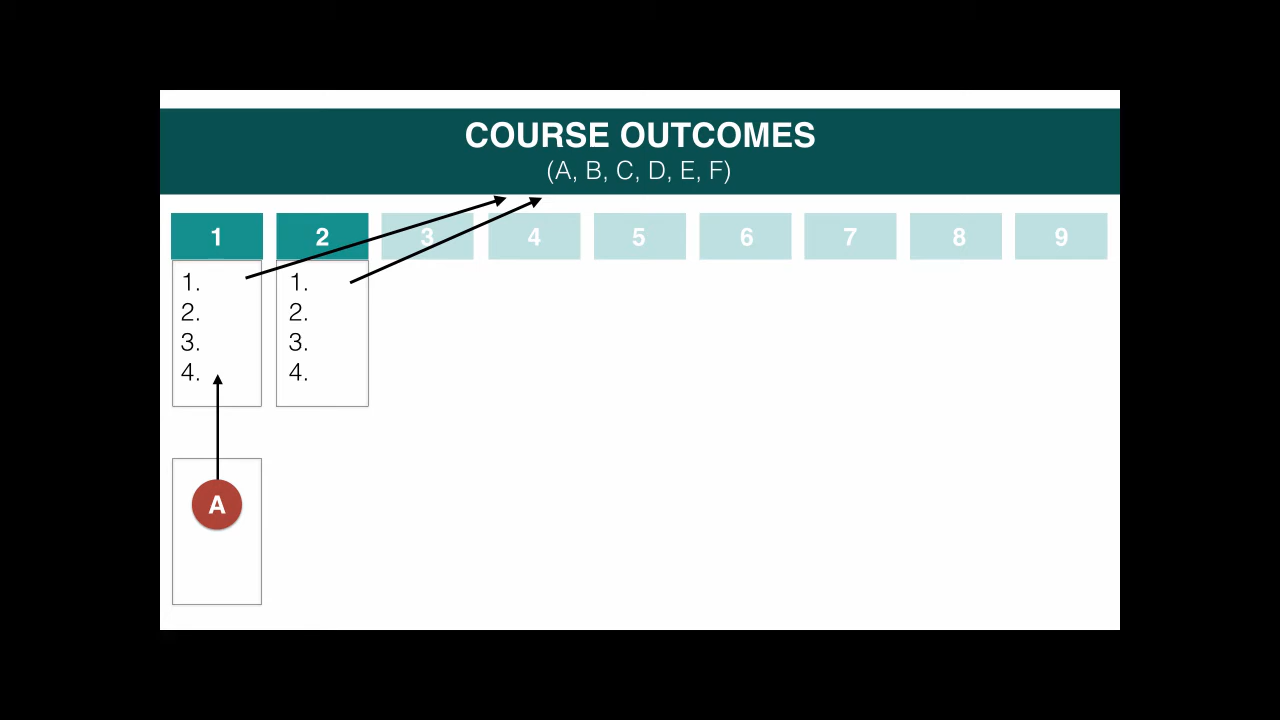 COURSE OUTCOMES
(A, B, C, D, E, F)
1 2 3 4 5 6 7 8 9
1. 1.
2. 2.
3. 3.
4. 4.
A